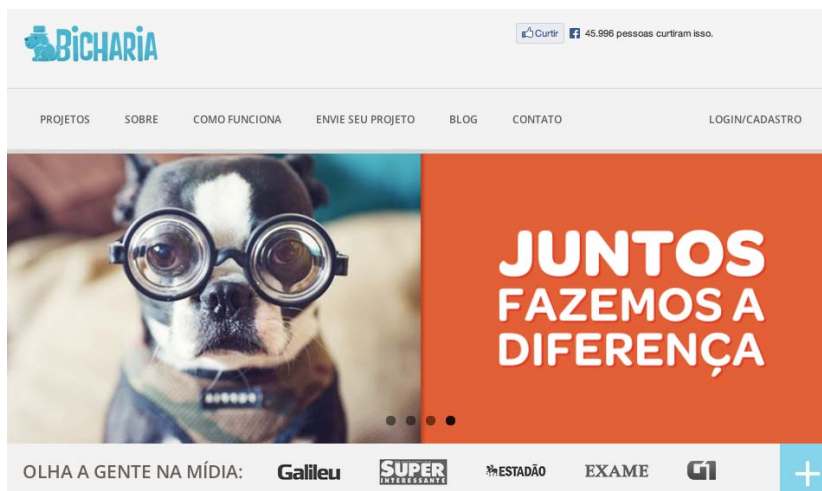 BICHARIA
Curtir 45.996 pessoas curtiram isso.
PROJETOS SOBRE COMO FUNCIONA ENVIE SEU PROJETO BLOG CONTATO LOGIN/CADASTRO
JUNTOS
FAZEMOS A
DIFERENÇA
OLHA A GENTE NA MÍDIA: Galileu SUPER INTERESSANTE ESTADÃO EXAME G1 +